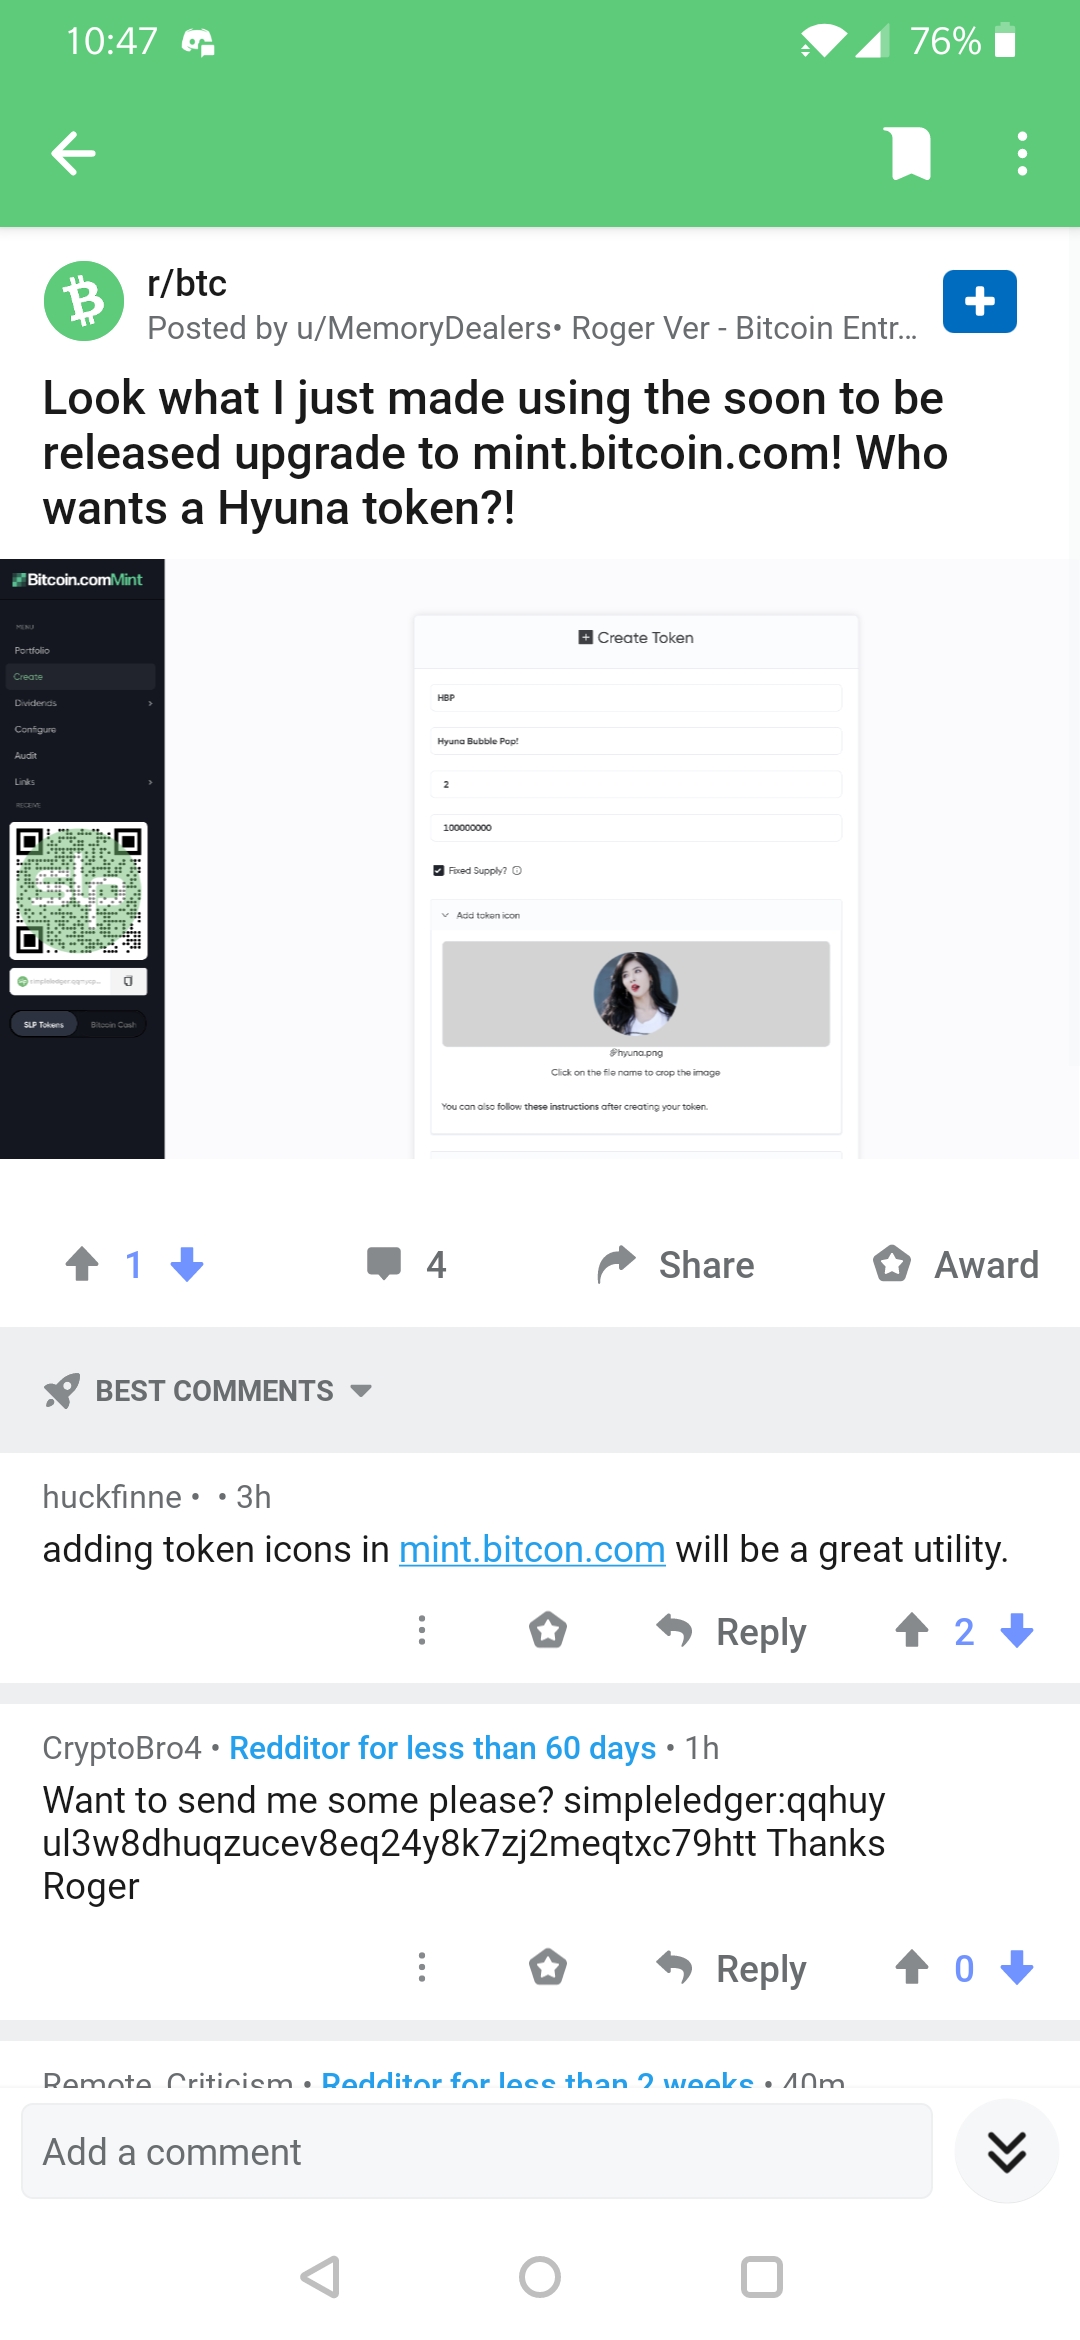 10:47
76%
r/btc
Posted by u/MemoryDealers• Roger Ver - Bitcoin Entr...
Look what I just made using the soon to be
released upgrade to mint.bitcoin.com! Who
wants a Hyuna token?!
Bitcoin.comMint
MENU
Portfolio
Create
Dividends
Configure
Audit
Links
RECEIVE
slp
SLP Tokens
Bitcoin Cash
Create Token
HBP
Hyuna Bubble Pop!
2
100000000
Fixed Supply?
Add token icon
hyuna.png
Click on the file name to crop the image
You can also follow these instructions after creating your token.
1
4
Share
Award
BEST COMMENTS
huckfinne • • 3h
adding token icons in mint.bitcon.com will be a great utility.
Reply
2
CryptoBro4 • Redditor for less than 60 days • 1h
Want to send me some please? simpleledger:qqhuy
ul3w8dhuqzucev8eq24y8k7zj2meqtxc79htt Thanks
Roger
Reply
0
Remote_Criticism • Redditor for less than 2 weeks • 40m
Add a comment